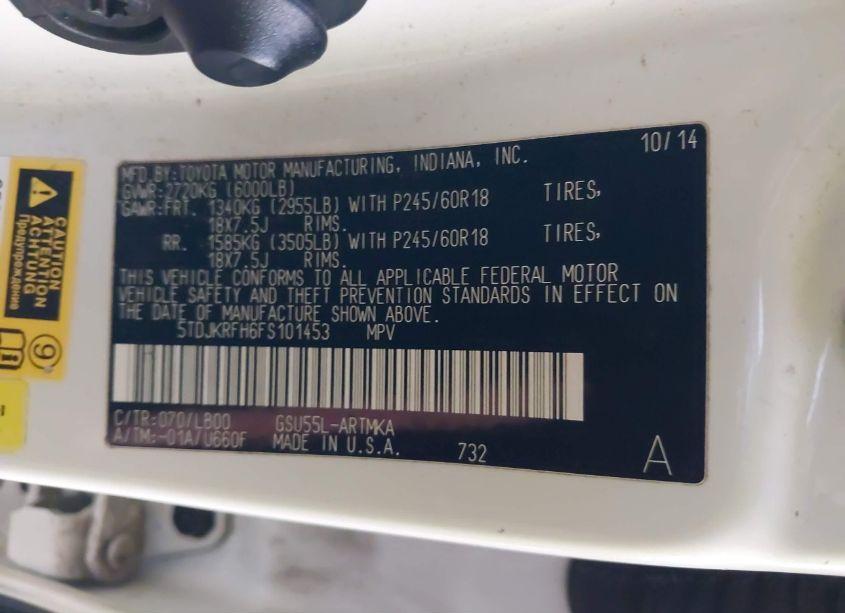 10/14
MFD.BY:TOYOTA MOTOR MANUFACTURING, INDIANA, INC.
GVWR:2720KG (6000LB)
GAWR:FRT. 1340KG (2955LB) WITH P245/60R18 TIRES,
18X7.5J RIMS.
RR. 1585KG (3505LB) WITH P245/60R18 TIRES,
18X7.5J RIMS.
THIS VEHICLE CONFORMS TO ALL APPLICABLE FEDERAL MOTOR
VEHICLE SAFETY AND THEFT PREVENTION STANDARDS IN EFFECT ON
THE DATE OF MANUFACTURE SHOWN ABOVE.
5TDJKRFH6FS101453 MPV
C/TR:070/LB00 GSU55L-ARTMKA
A/TM:-01A/U660F MADE IN U.S.A. 732
A
CAUTION
ATTENTION
ACHTUNG
Предупреждение